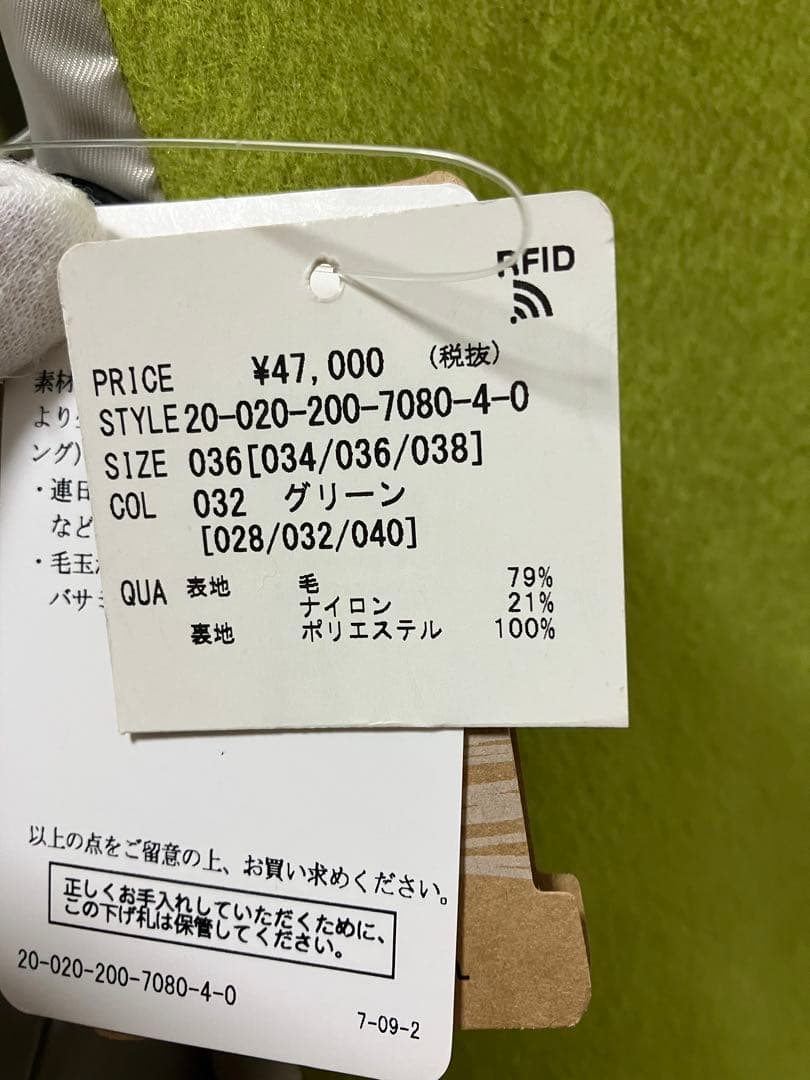 RFID
PRICE ¥47,000 (税抜)
STYLE 20-020-200-7080-4-0
SIZE 036[034/036/038]
COL 032 グリーン
[028/032/040]
QUA 表地 毛 79%
ナイロン 21%
裏地 ポリエステル 100%
素材
より
ング)
・連日
など
・毛玉
バサミ
以上の点をご留意の上、お買い求めください。
正しくお手入れしていただくために、
この下げ札は保管してください。
20-020-200-7080-4-0
7-09-2